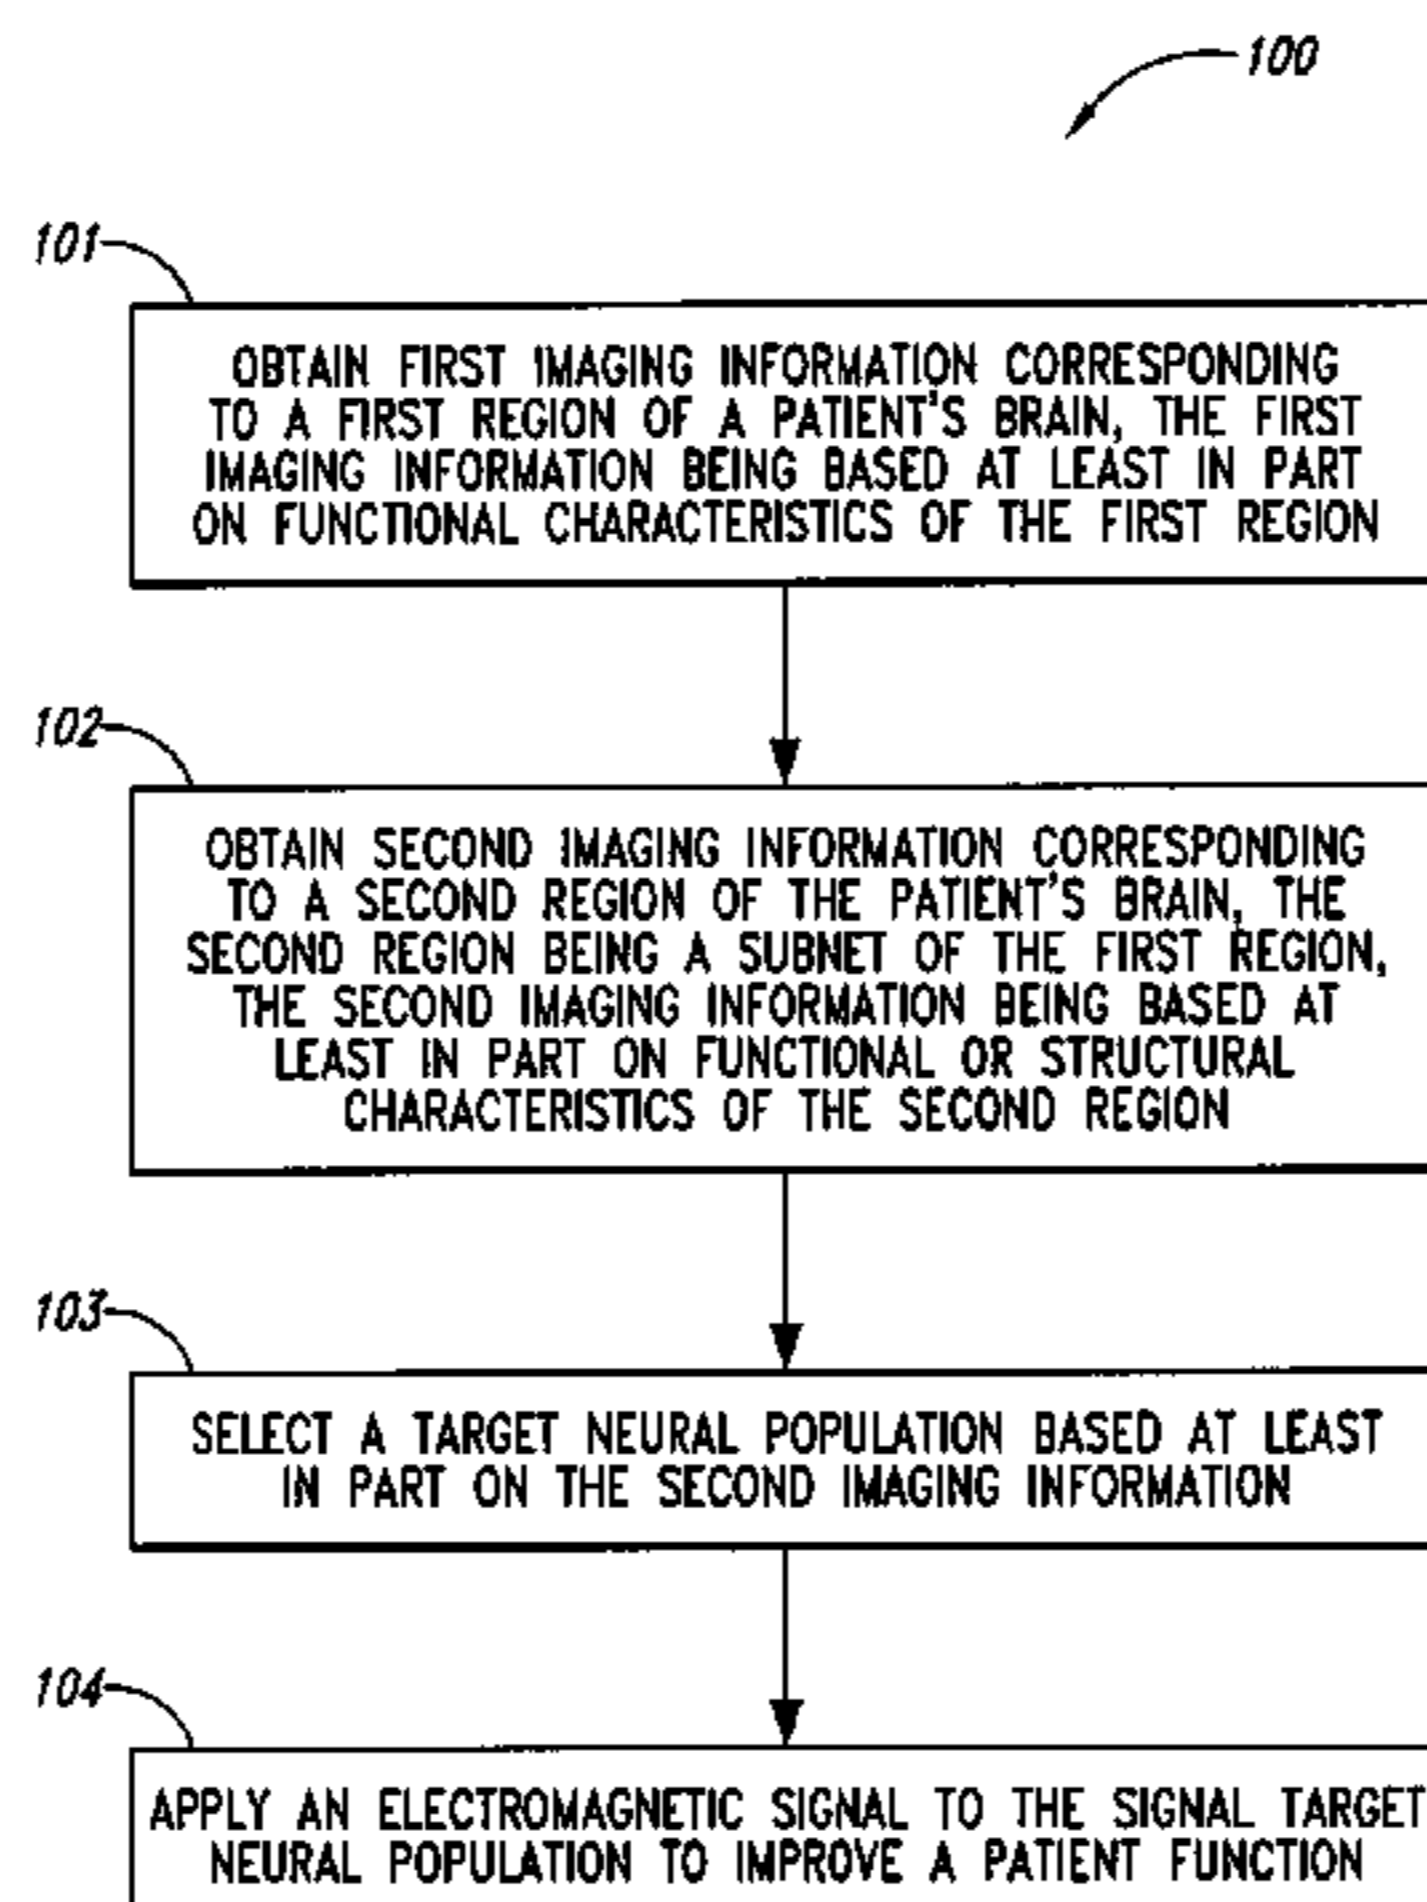 100
101
OBTAIN FIRST IMAGING INFORMATION CORRESPONDING
TO A FIRST REGION OF A PATIENT'S BRAIN, THE FIRST
IMAGING INFORMATION BEING BASED AT LEAST IN PART
ON FUNCTIONAL CHARACTERISTICS OF THE FIRST REGION
102
OBTAIN SECOND IMAGING INFORMATION CORRESPONDING
TO A SECOND REGION OF THE PATIENT'S BRAIN, THE
SECOND REGION BEING A SUBNET OF THE FIRST REGION,
THE SECOND IMAGING INFORMATION BEING BASED AT
LEAST IN PART ON FUNCTIONAL OR STRUCTURAL
CHARACTERISTICS OF THE SECOND REGION
103
SELECT A TARGET NEURAL POPULATION BASED AT LEAST
IN PART ON THE SECOND IMAGING INFORMATION
104
APPLY AN ELECTROMAGNETIC SIGNAL TO THE SIGNAL TARGET
NEURAL POPULATION TO IMPROVE A PATIENT FUNCTION